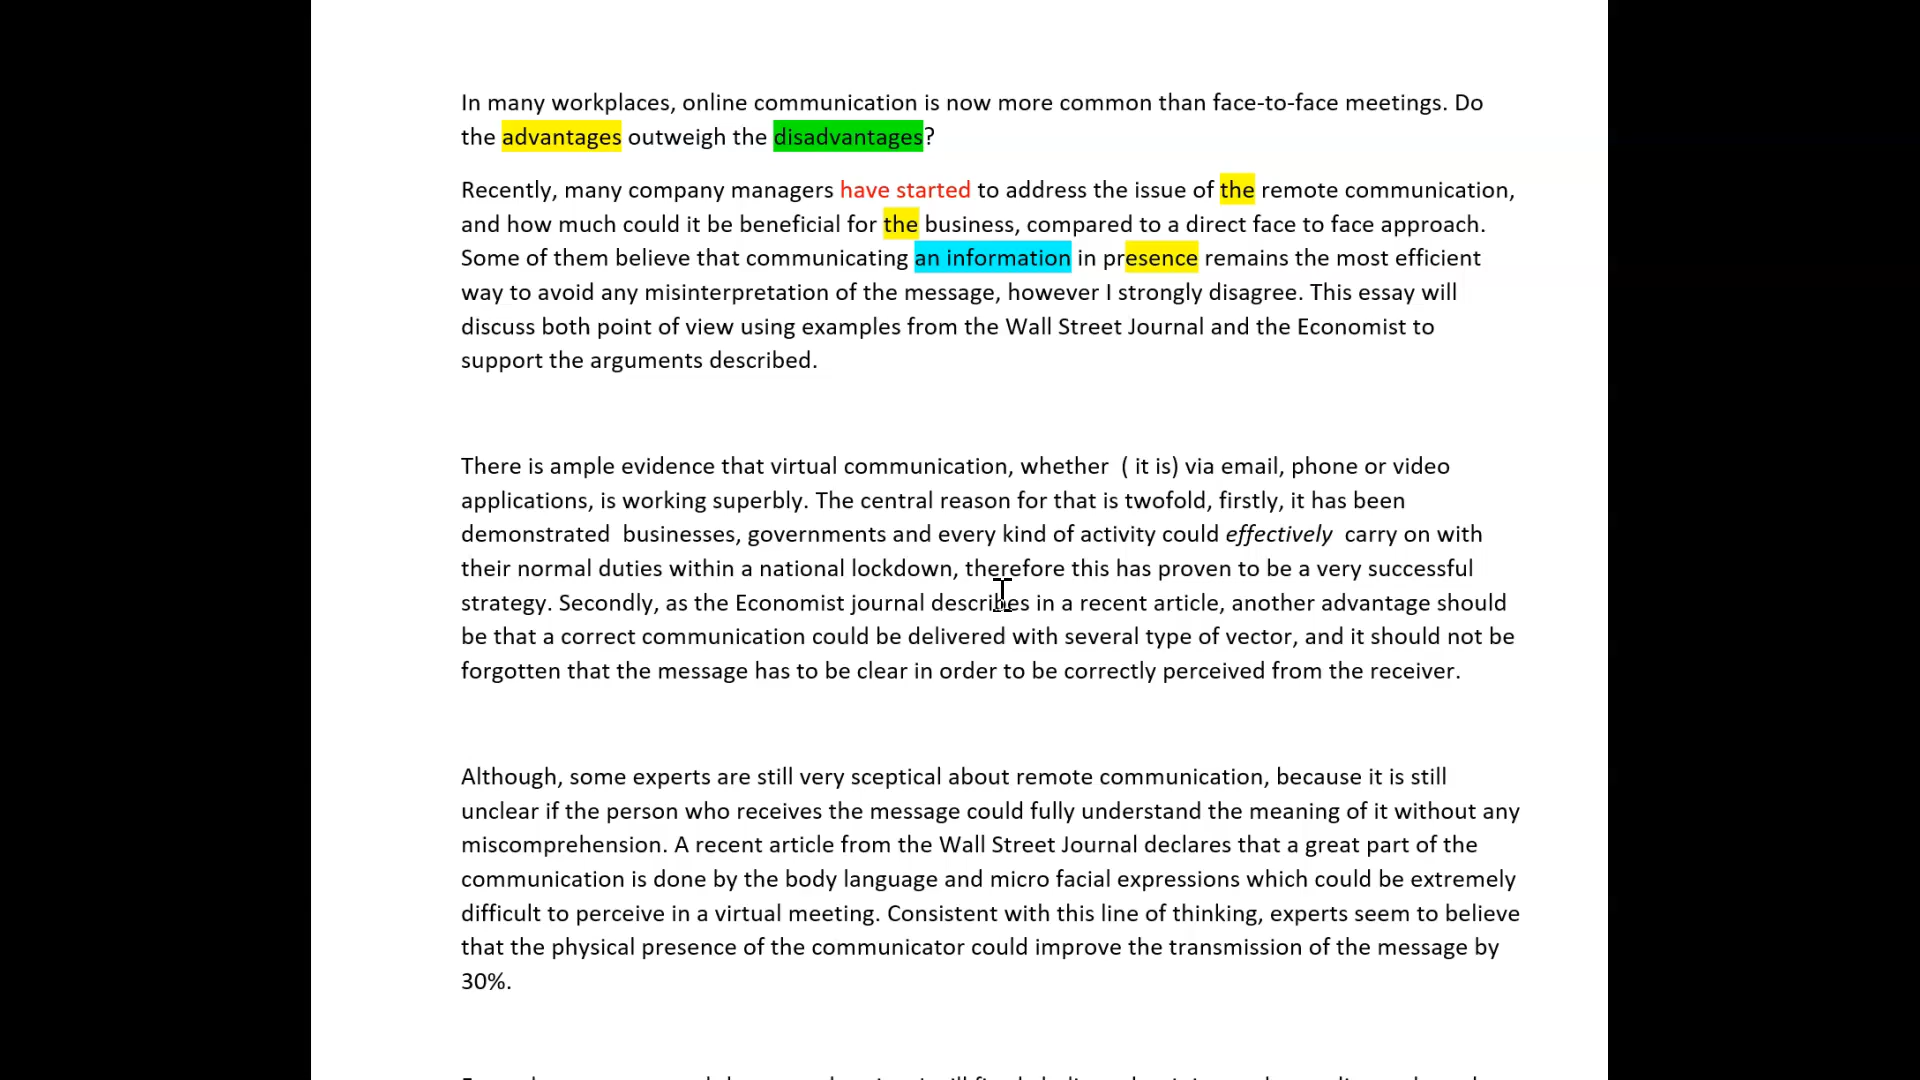 In many workplaces, online communication is now more common than face-to-face meetings. Do
the advantages outweigh the disadvantages?
Recently, many company managers have started to address the issue of the remote communication,
and how much could it be beneficial for the business, compared to a direct face to face approach.
Some of them believe that communicating an information in presence remains the most efficient
way to avoid any misinterpretation of the message, however I strongly disagree. This essay will
discuss both point of view using examples from the Wall Street Journal and the Economist to
support the arguments described.
There is ample evidence that virtual communication, whether ( it is) via email, phone or video
applications, is working superbly. The central reason for that is twofold, firstly, it has been
demonstrated businesses, governments and every kind of activity could effectively carry on with
their normal duties within a national lockdown, therefore this has proven to be a very successful
strategy. Secondly, as the Economist journal describes in a recent article, another advantage should
be that a correct communication could be delivered with several type of vector, and it should not be
forgotten that the message has to be clear in order to be correctly perceived from the receiver.
Although, some experts are still very sceptical about remote communication, because it is still
unclear if the person who receives the message could fully understand the meaning of it without any
miscomprehension. A recent article from the Wall Street Journal declares that a great part of the
communication is done by the body language and micro facial expressions which could be extremely
difficult to perceive in a virtual meeting. Consistent with this line of thinking, experts seem to believe
that the physical presence of the communicator could improve the transmission of the message by
30%.